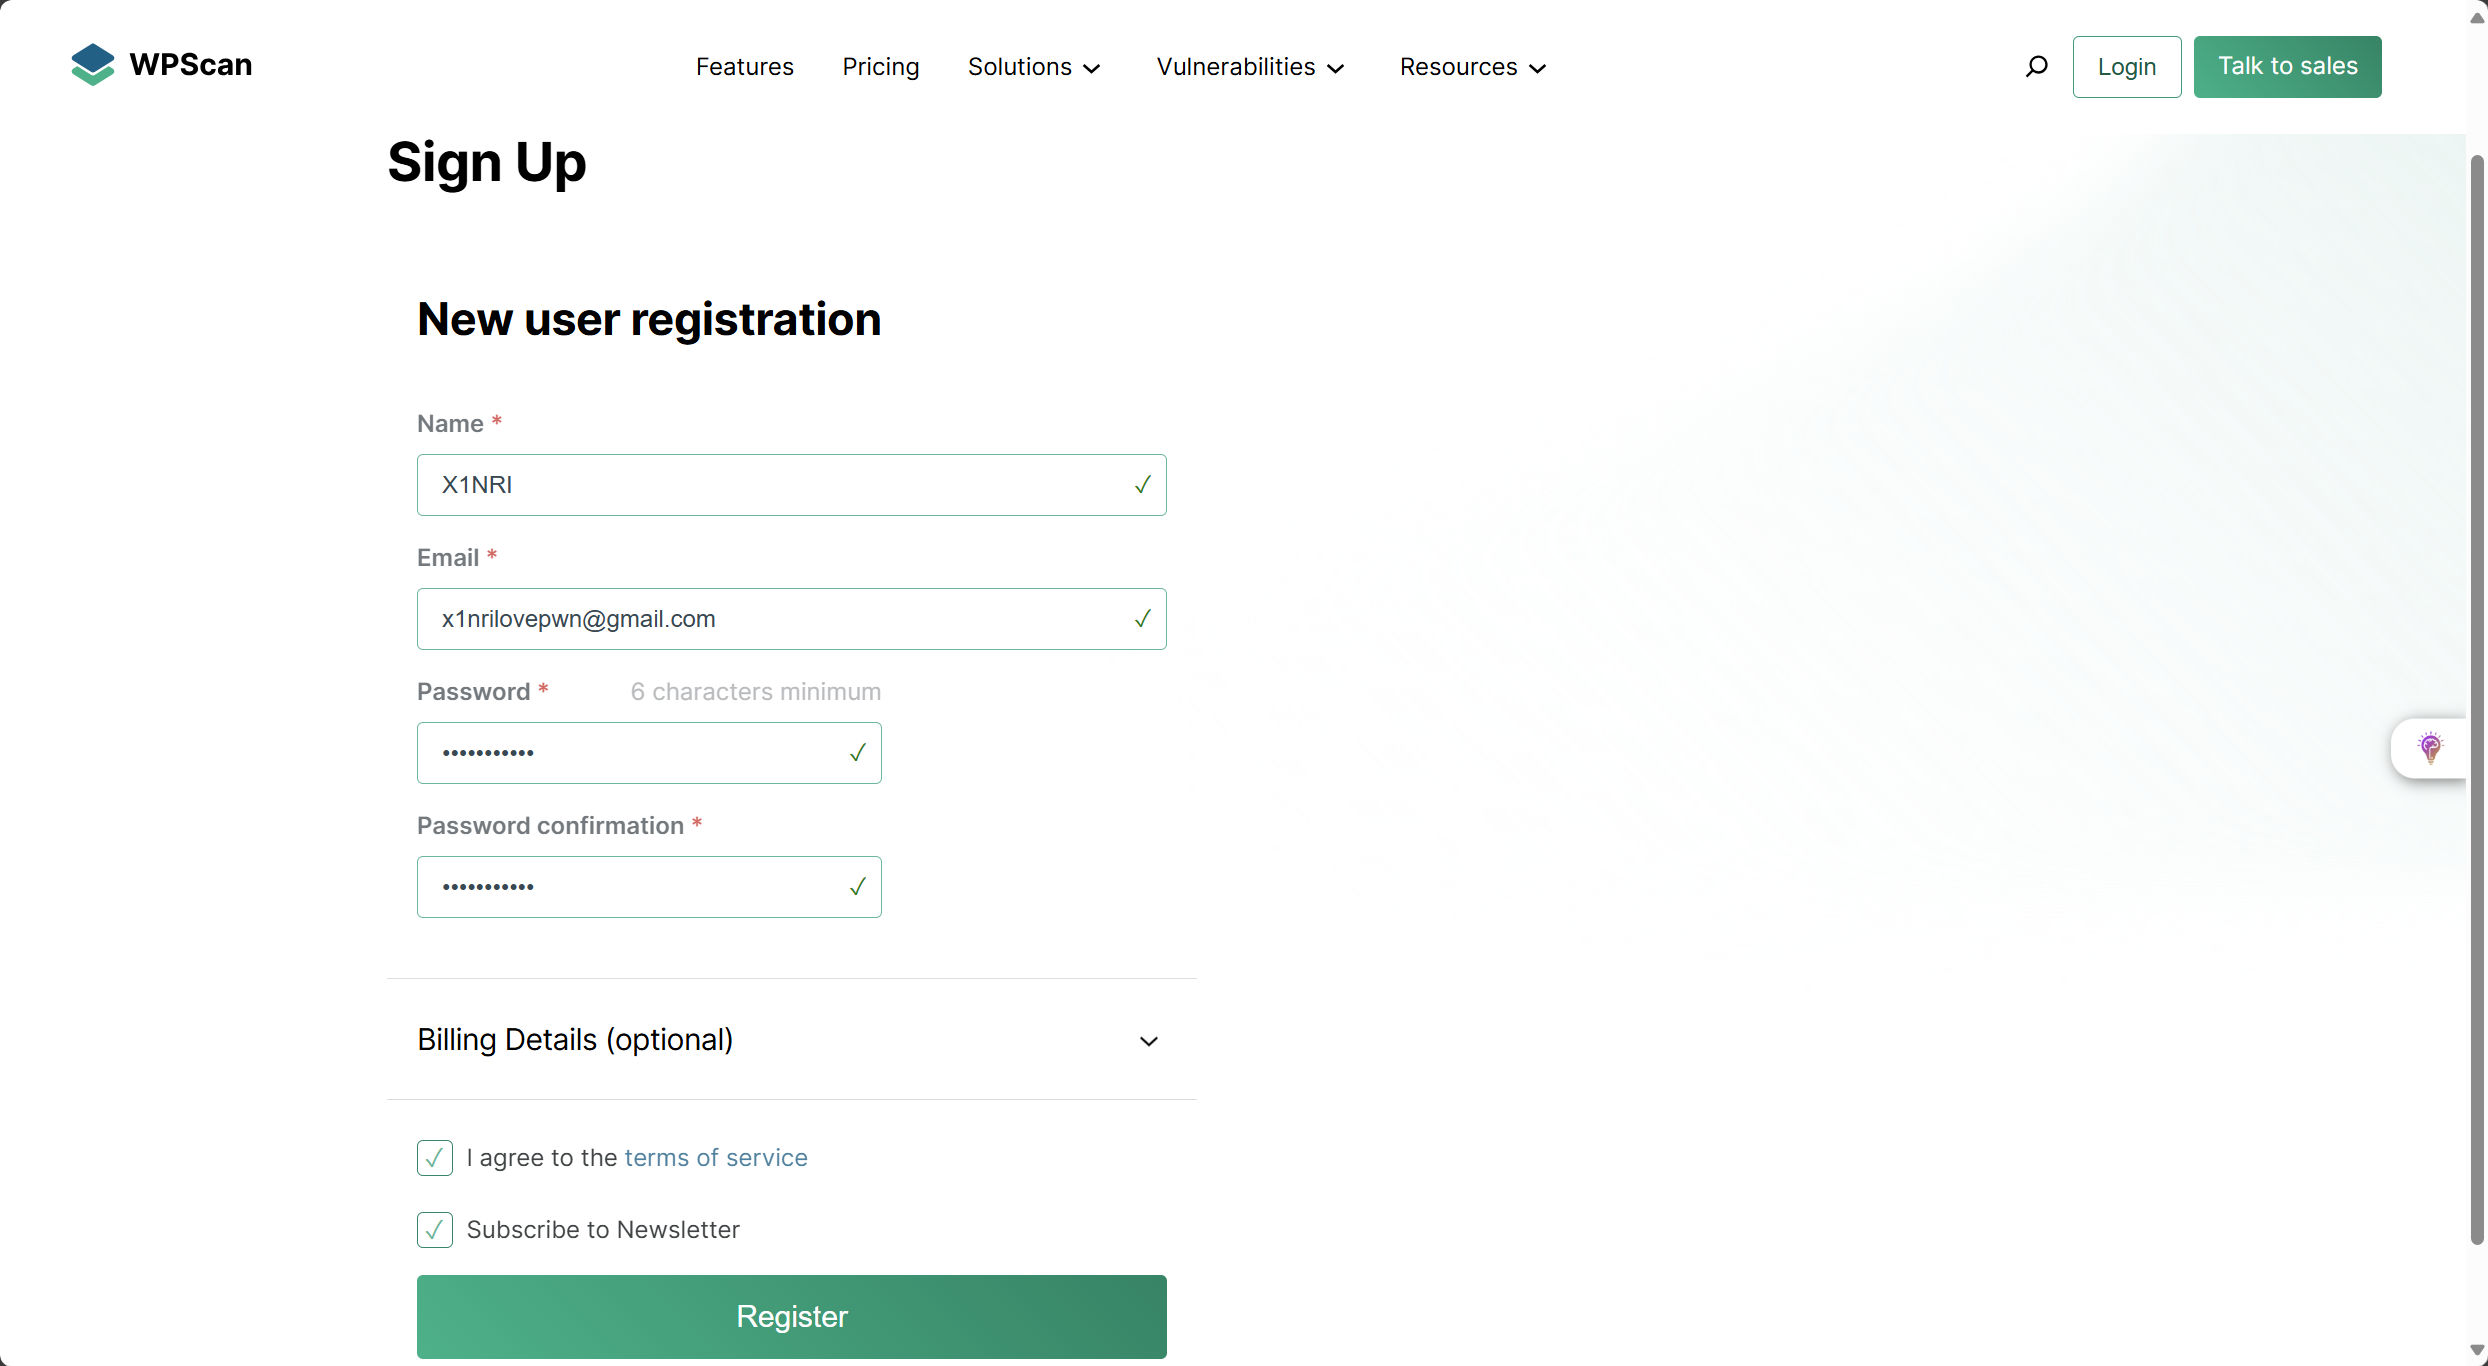 WPScan
Features Pricing Solutions Vulnerabilities Resources
Login
Talk to sales
Sign Up
New user registration
Name *
X1NRI
Email *
x1nrilovepwn@gmail.com
Password * 6 characters minimum
•••••••••••
Password confirmation *
•••••••••••
Billing Details (optional)
I agree to the terms of service
Subscribe to Newsletter
Register